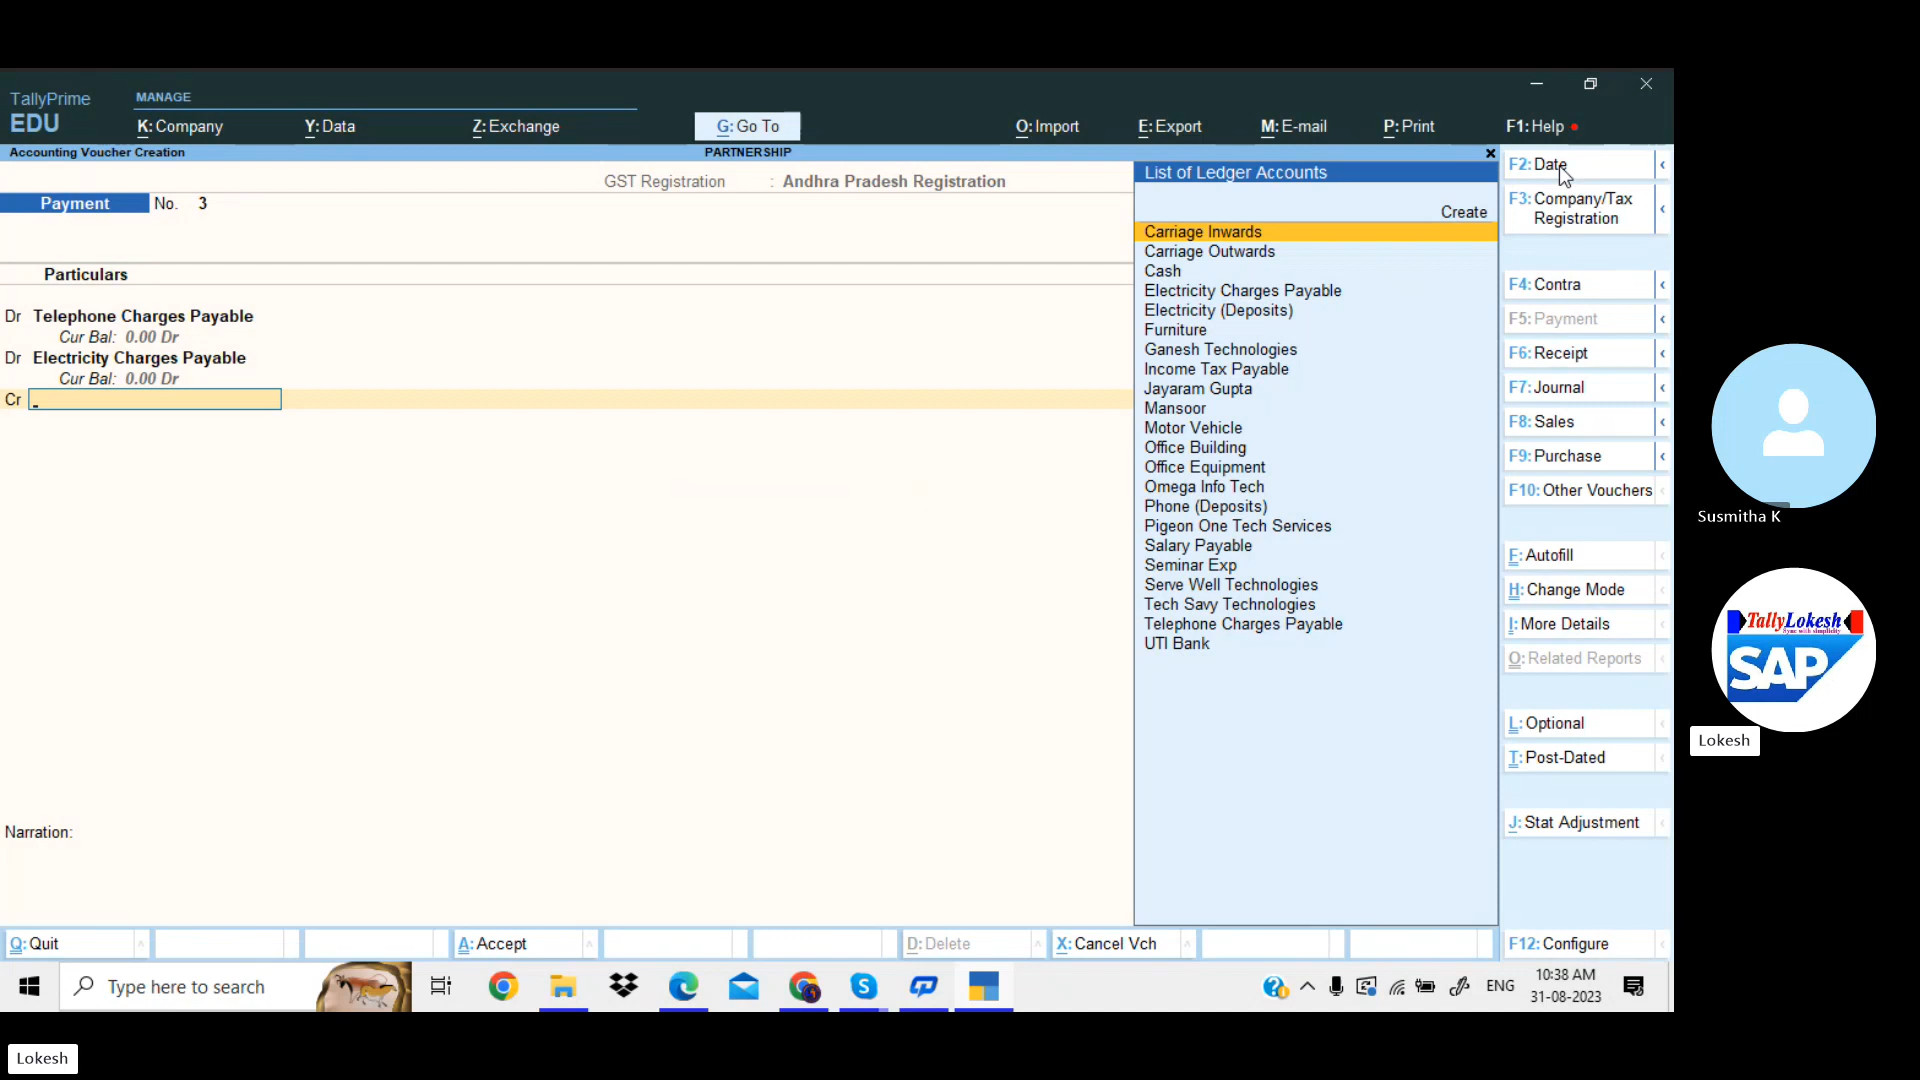 TallyPrime
EDU
MANAGE
K: Company
Y: Data
Z: Exchange
G: Go To
O: Import
E: Export
M: E-mail
P: Print
F1: Help
Accounting Voucher Creation
PARTNERSHIP
GST Registration : Andhra Pradesh Registration
Payment No. 3
Particulars
Dr Telephone Charges Payable
Cur Bal: 0.00 Dr
Dr Electricity Charges Payable
Cur Bal: 0.00 Dr
Cr
Narration:
List of Ledger Accounts
Create
Carriage Inwards
Carriage Outwards
Cash
Electricity Charges Payable
Electricity (Deposits)
Furniture
Ganesh Technologies
Income Tax Payable
Jayaram Gupta
Mansoor
Motor Vehicle
Office Building
Office Equipment
Omega Info Tech
Phone (Deposits)
Pigeon One Tech Services
Salary Payable
Seminar Exp
Serve Well Technologies
Tech Savy Technologies
Telephone Charges Payable
UTI Bank
F2: Date
F3: Company/Tax
Registration
F4: Contra
F5: Payment
F6: Receipt
F7: Journal
F8: Sales
F9: Purchase
F10: Other Vouchers
F: Autofill
H: Change Mode
I: More Details
O: Related Reports
L: Optional
T: Post-Dated
J: Stat Adjustment
F12: Configure
Q: Quit
A: Accept
D: Delete
X: Cancel Vch
Type here to search
ENG
10:38 AM
31-08-2023
Susmitha K
TallyLokesh
Sync with simplicity
SAP
Lokesh
Lokesh